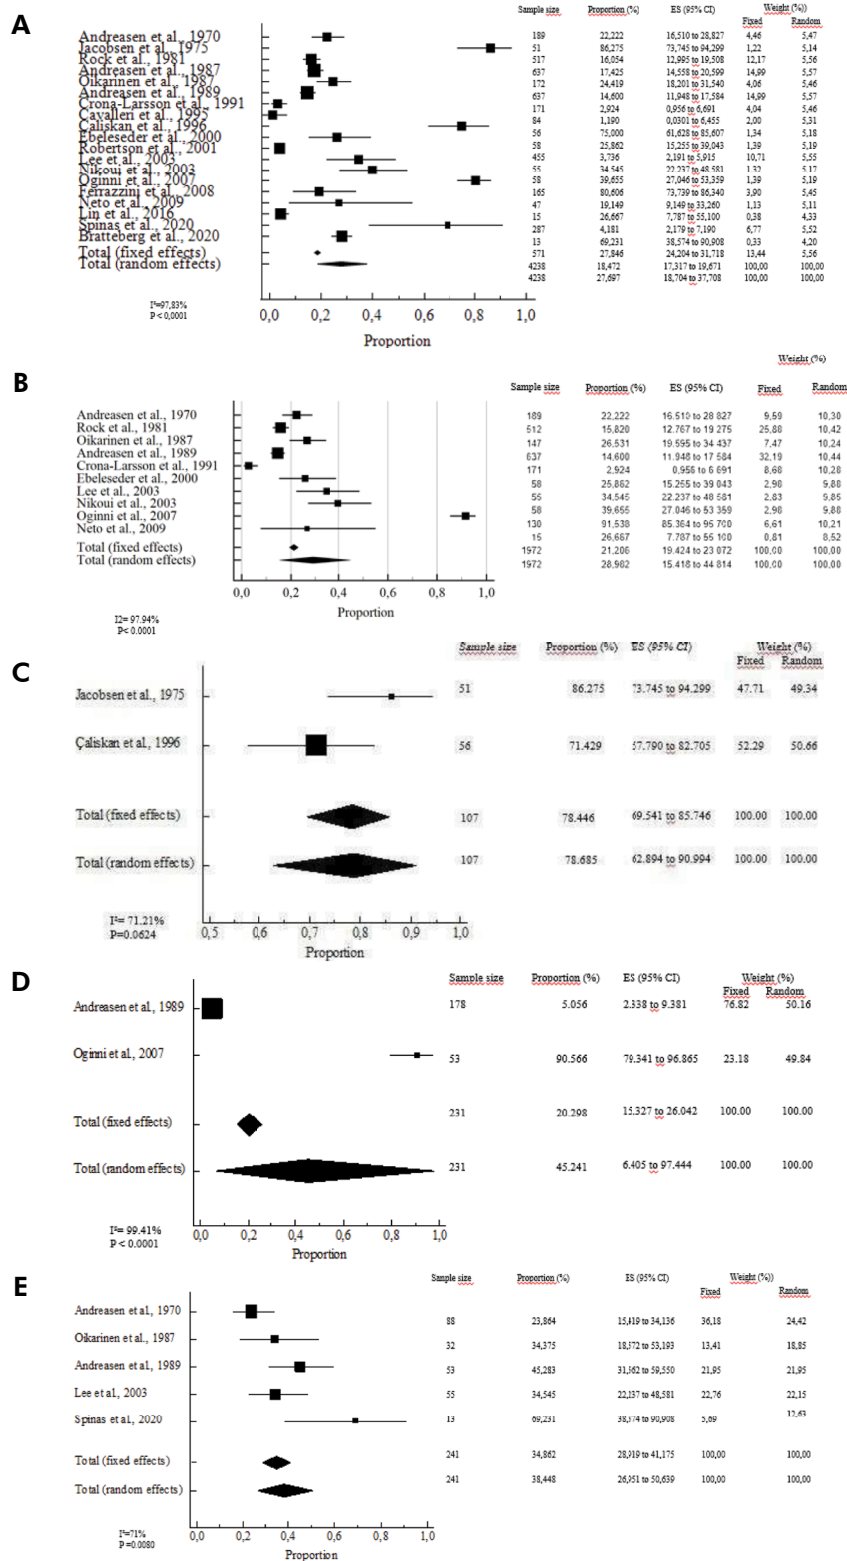 A
Sample size Proportion (%) ES (95% CI) Weight (%))
Fixed Random
Andreasen et al., 1970 189 22,222 16,510 to 28,827 4,46 5,47
Jacobsen et al., 1975 51 86,275 73,745 to 94,299 1,22 5,14
Rock et al., 1981 517 16,054 12,995 to 19,508 12,17 5,56
Andreasen et al., 1987 637 17,425 14,558 to 20,599 14,99 5,57
Oikarinen et al., 1987 172 24,419 18,201 to 31,540 4,06 5,46
Andreasen et al., 1989 637 14,600 11,948 to 17,584 14,99 5,57
Crona-Larsson et al., 1991 171 2,924 0,956 to 6,691 4,04 5,46
Cavalleri et al., 1995 84 1,190 0,0301 to 6,455 2,00 5,31
Caliskan et al., 1996 56 75,000 61,628 to 85,607 1,34 5,18
Ebeleseder et al., 2000 58 25,862 15,255 to 39,043 1,39 5,19
Robertson et al., 2001 455 3,736 2,191 to 5,915 10,71 5,55
Lee et al., 2003 55 34,545 22,237 to 48,581 1,32 5,17
Nikoui et al., 2003 58 39,655 27,046 to 53,359 1,39 5,19
Oginni et al., 2007 165 80,606 73,739 to 86,340 3,90 5,45
Ferrazzini et al., 2008 47 19,149 9,149 to 33,260 1,13 5,11
Neto et al., 2009 15 26,667 7,787 to 55,100 0,38 4,33
Lin et al., 2016 287 4,181 2,179 to 7,190 6,77 5,52
Spinas et al., 2020 13 69,231 38,574 to 90,908 0,33 4,20
Bratteberg et al., 2020 571 27,846 24,204 to 31,718 13,44 5,56
Total (fixed effects) 4238 18,472 17,317 to 19,671 100,00 100,00
Total (random effects) 4238 27,697 18,704 to 37,708 100,00 100,00
I²=97,83%
P < 0,0001
0,0 0,2 0,4 0,6 0,8 1,0
Proportion
B
Weight (%)
Sample size Proportion (%) ES (95% CI) Fixed Random
Andreasen et al., 1970 189 22,222 16.510 to 28 827 9,59 10,30
Rock et al., 1981 512 15,820 12.767 to 19 275 25,88 10,42
Oikarinen et al., 1987 147 26,531 19.595 to 34 437 7,47 10,24
Andreasen et al., 1989 637 14,600 11.948 to 17 584 32,19 10,44
Crona-Larsson et al., 1991 171 2,924 0,956 to 6 691 8,68 10,28
Ebeleseder et al., 2000 58 25,862 15.255 to 39 043 2,98 9,88
Lee et al., 2003 55 34,545 22.237 to 48 581 2,83 9,85
Nikoui et al., 2003 58 39,655 27.046 to 53 359 2,98 9,88
Oginni et al., 2007 130 91,538 85.364 to 95 700 6,61 10,21
Neto et al., 2009 15 26,667 7.787 to 55 100 0,81 8,52
Total (fixed effects) 1972 21,206 19.424 to 23 072 100,00 100,00
Total (random effects) 1972 28,982 15.418 to 44 814 100,00 100,00
0,0 0,2 0,4 0,6 0,8 1,0
Proportion
I2= 97.94%
P< 0.0001
C
Sample size Proportion (%) ES (95% CI) Weight (%)
Fixed Random
Jacobsen et al., 1975 51 86.275 73.745 to 94.299 47.71 49.34
Çaliskan et al., 1996 56 71.429 57.790 to 82.705 52.29 50.66
Total (fixed effects) 107 78.446 69.541 to 85.746 100.00 100.00
Total (random effects) 107 78.685 62.894 to 90.994 100.00 100.00
I²= 71.21%
P=0.0624
0,5 0,6 0,7 0,8 0,9 1,0
Proportion
D
Sample size Proportion (%) ES (95% CI) Weight (%)
Fixed Random
Andreasen et al., 1989 178 5.056 2.338 to 9.381 76.82 50.16
Oginni et al., 2007 53 90.566 79.341 to 96.865 23.18 49.84
Total (fixed effects) 231 20.298 15.327 to 26.042 100.00 100.00
Total (random effects) 231 45.241 6.405 to 97.444 100.00 100.00
I²= 99.41%
P < 0.0001
0,0 0,2 0,4 0,6 0,8 1,0
Proportion
E
Sample size Proportion (%) ES (95% CI) Weight (%))
Fixed Random
Andreasen et al., 1970 88 23,864 15,419 to 34,136 36,18 24,42
Oikarinen et al., 1987 32 34,375 18,572 to 53,193 13,41 18,85
Andreasen et al., 1989 53 45,283 31,562 to 59,550 21,95 21,95
Lee et al., 2003 55 34,545 22,237 to 48,581 22,76 22,15
Spinas et al., 2020 13 69,231 38,574 to 90,908 5,69 12,63
Total (fixed effects) 241 34,862 28,919 to 41,175 100,00 100,00
Total (random effects) 241 38,448 26,951 to 50,639 100,00 100,00
I²=71%
P =0.0080
0,0 0,2 0,4 0,6 0,8 1,0
Proportion